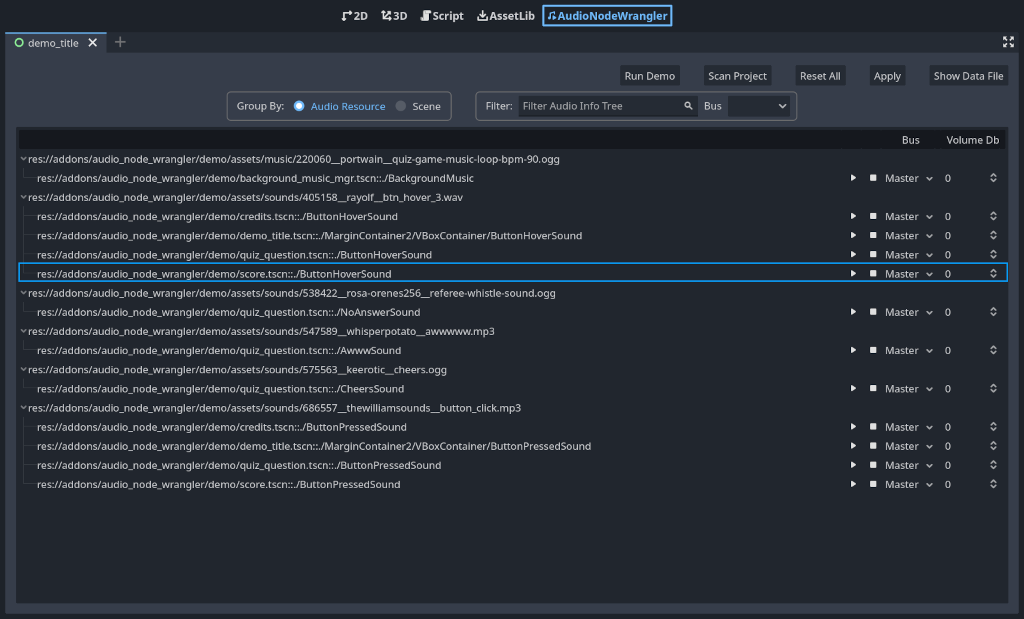 2D 3D Script AssetLib AudioNodeWrangler
demo_title
Run Demo Scan Project Reset All Apply Show Data File
Group By: Audio Resource Scene Filter: Filter Audio Info Tree Bus
Bus Volume Db
res://addons/audio_node_wrangler/demo/assets/music/220060__portwain__quiz-game-music-loop-bpm-90.ogg
res://addons/audio_node_wrangler/demo/background_music_mgr.tscn::./BackgroundMusic Master 0
res://addons/audio_node_wrangler/demo/assets/sounds/405158__rayolf__btn_hover_3.wav
res://addons/audio_node_wrangler/demo/credits.tscn::./ButtonHoverSound Master 0
res://addons/audio_node_wrangler/demo/demo_title.tscn::./MarginContainer2/VBoxContainer/ButtonHoverSound Master 0
res://addons/audio_node_wrangler/demo/quiz_question.tscn::./ButtonHoverSound Master 0
res://addons/audio_node_wrangler/demo/score.tscn::./ButtonHoverSound Master 0
res://addons/audio_node_wrangler/demo/assets/sounds/538422__rosa-orenes256__referee-whistle-sound.ogg
res://addons/audio_node_wrangler/demo/quiz_question.tscn::./NoAnswerSound Master 0
res://addons/audio_node_wrangler/demo/assets/sounds/547589__whisperpotato__awwwww.mp3
res://addons/audio_node_wrangler/demo/quiz_question.tscn::./AwwwSound Master 0
res://addons/audio_node_wrangler/demo/assets/sounds/575563__keerotic__cheers.ogg
res://addons/audio_node_wrangler/demo/quiz_question.tscn::./CheersSound Master 0
res://addons/audio_node_wrangler/demo/assets/sounds/686557__thewilliamsounds__button_click.mp3
res://addons/audio_node_wrangler/demo/credits.tscn::./ButtonPressedSound Master 0
res://addons/audio_node_wrangler/demo/demo_title.tscn::./MarginContainer2/VBoxContainer/ButtonPressedSound Master 0
res://addons/audio_node_wrangler/demo/quiz_question.tscn::./ButtonPressedSound Master 0
res://addons/audio_node_wrangler/demo/score.tscn::./ButtonPressedSound Master 0